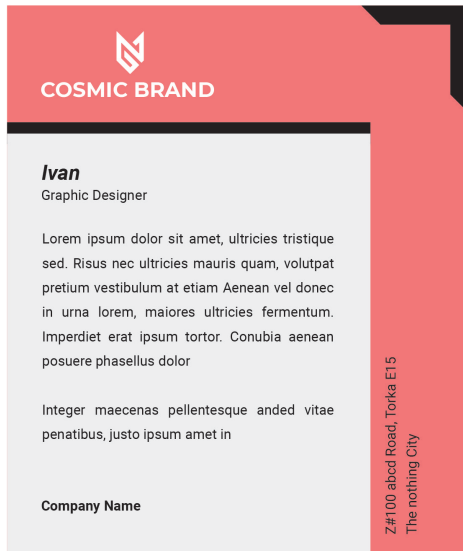 COSMIC BRAND
Ivan
Graphic Designer
Lorem ipsum dolor sit amet, ultricies tristique
sed. Risus nec ultricies mauris quam, volutpat
pretium vestibulum at etiam Aenean vel donec
in urna lorem, maiores ultricies fermentum.
Imperdiet erat ipsum tortor. Conubia aenean
posuere phasellus dolor
Integer maecenas pellentesque anded vitae
penatibus, justo ipsum amet in
Company Name
Z#100 abcd Road, Torka E15
The nothing City